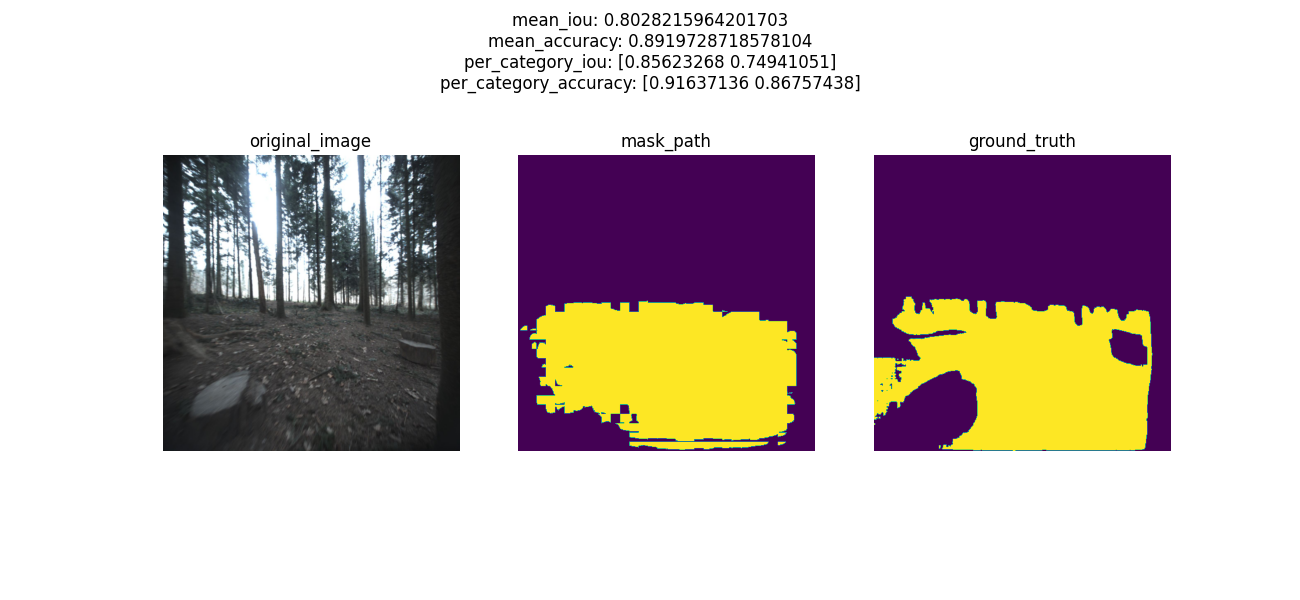 mean_iou: 0.8028215964201703
mean_accuracy: 0.8919728718578104
per_category_iou: [0.85623268 0.74941051]
per_category_accuracy: [0.91637136 0.86757438]
original_image
mask_path
ground_truth